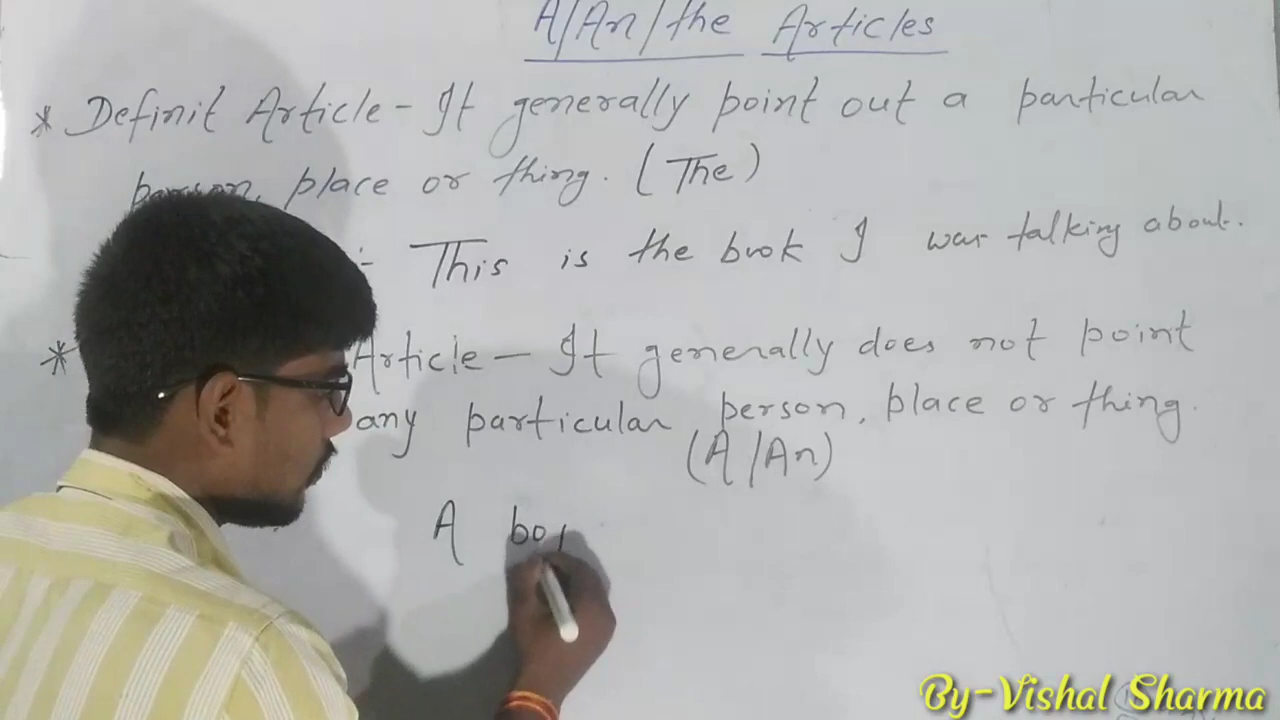 A/An/the Articles
* Definit Article - It generally point out a particular
person, place or thing. (The)
:- This is the book I was talking about.
* Article - It generally does not point
any particular person, place or thing.
(A/An)
A bo
By-Vishal Sharma